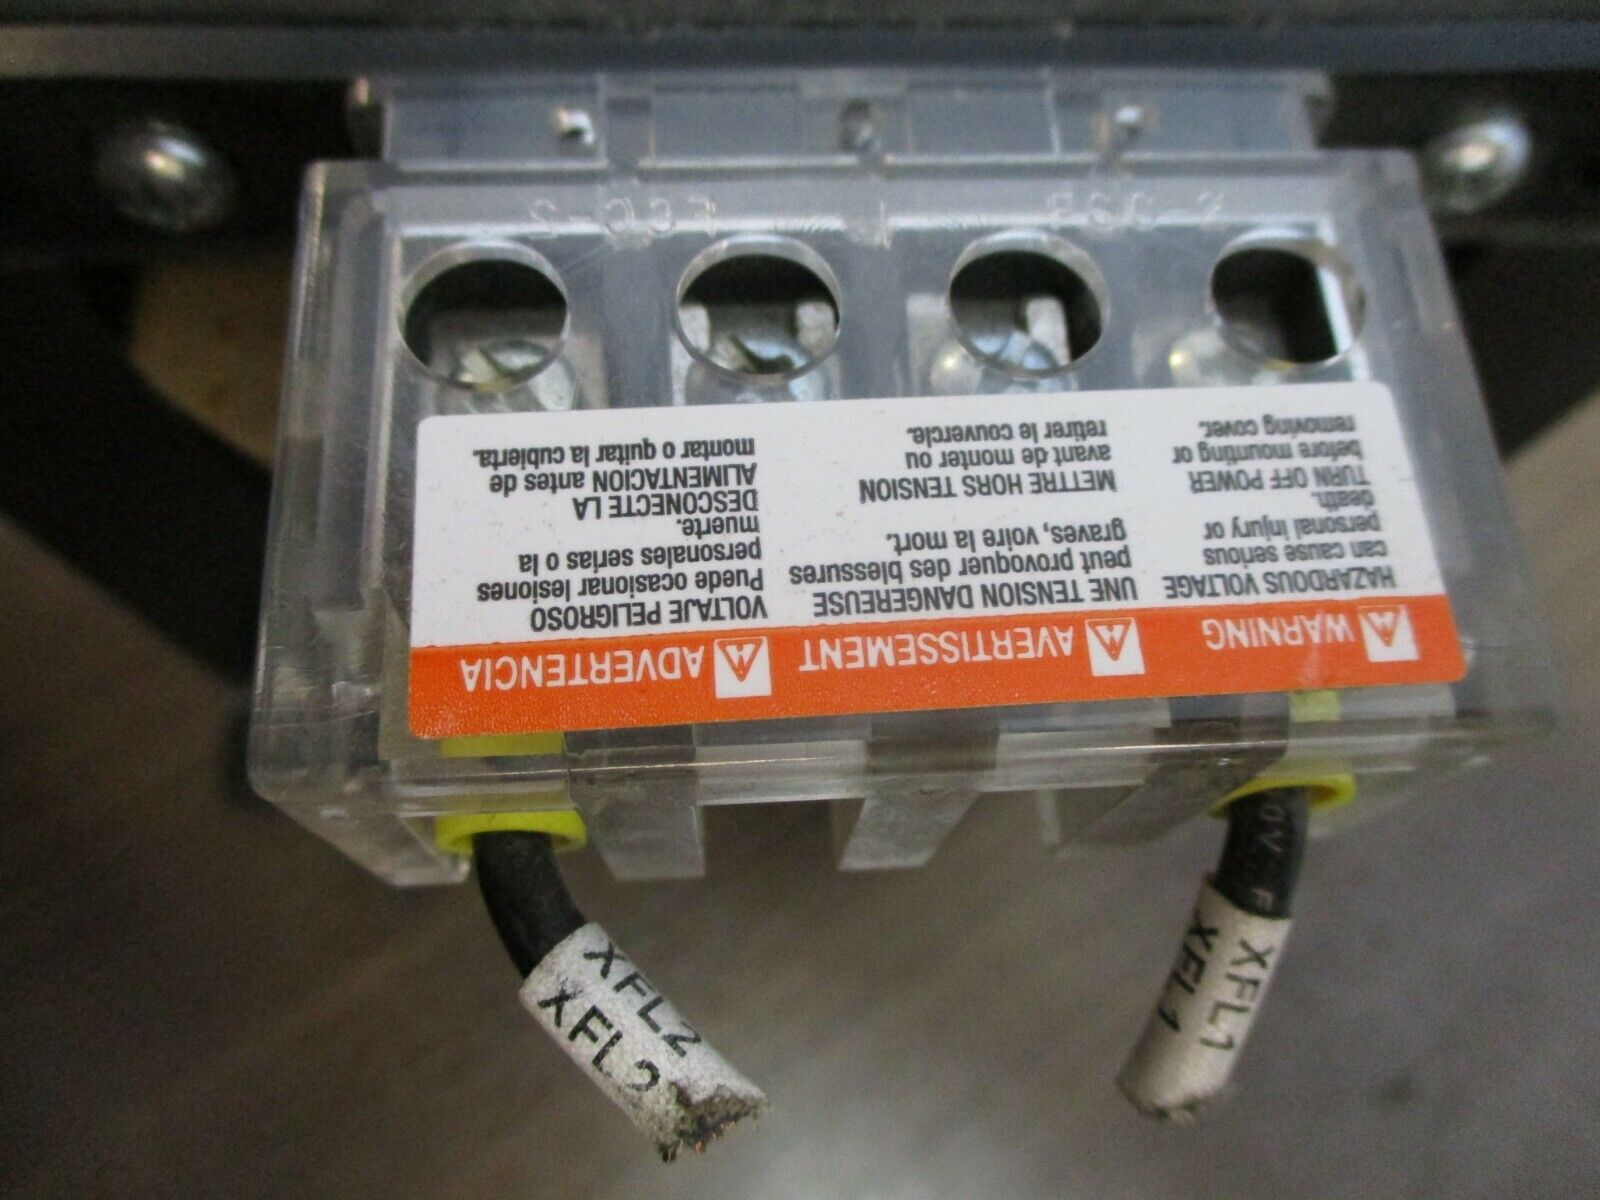 WARNING
HAZARDOUS VOLTAGE
can cause serious
personal injury or
death.
TURN OFF POWER
before mounting or
removing cover.
AVERTISSEMENT
UNE TENSION DANGEREUSE
peut provoquer des blessures
graves, voire la mort.
METTRE HORS TENSION
avant de monter ou
retirer le couvercle.
ADVERTENCIA
VOLTAJE PELIGROSO
Puede ocasionar lesiones
personales serias o la
muerte.
DESCONECTE LA
ALIMENTACION antes de
montar o quitar la cubierta.
XFL2
XFL2
XFL1
XFL1